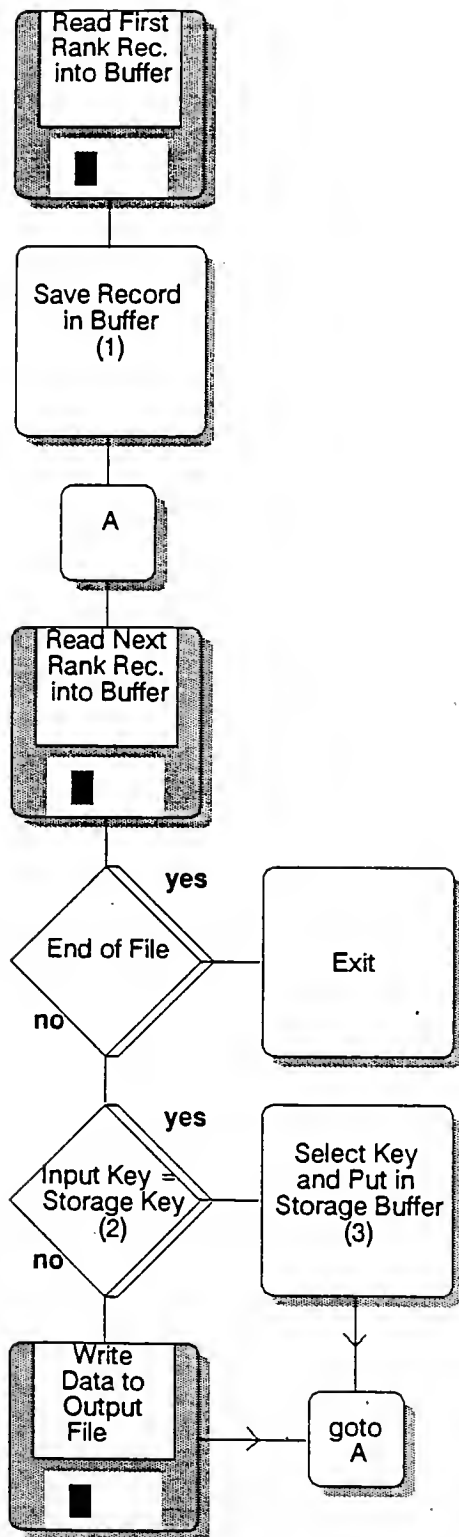 Read First
Rank Rec.
into Buffer
Save Record
in Buffer
(1)
A
Read Next
Rank Rec.
into Buffer
yes
End of File
Exit
no
yes
Input Key =
Storage Key
(2)
Select Key
and Put in
Storage Buffer
(3)
no
Write
Data to
Output
File
goto
A